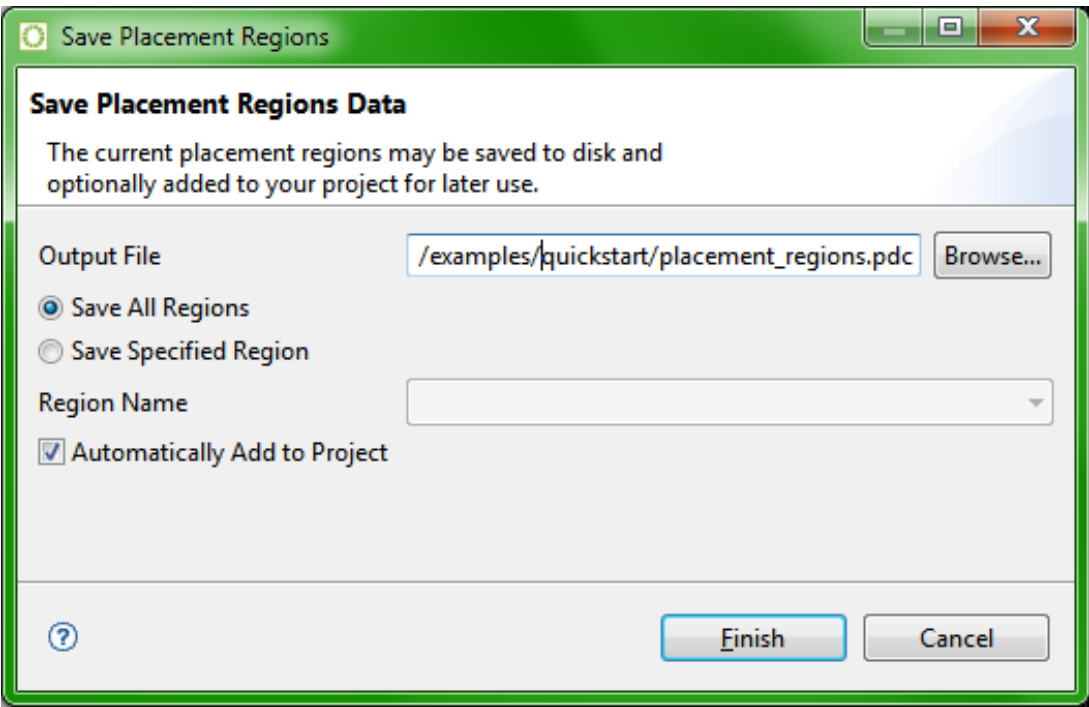 Save Placement Regions
Save Placement Regions Data
The current placement regions may be saved to disk and
optionally added to your project for later use.
Output File
/examples/quickstart/placement_regions.pdc
Browse...
Save All Regions
Save Specified Region
Region Name
Automatically Add to Project
?
Finish
Cancel